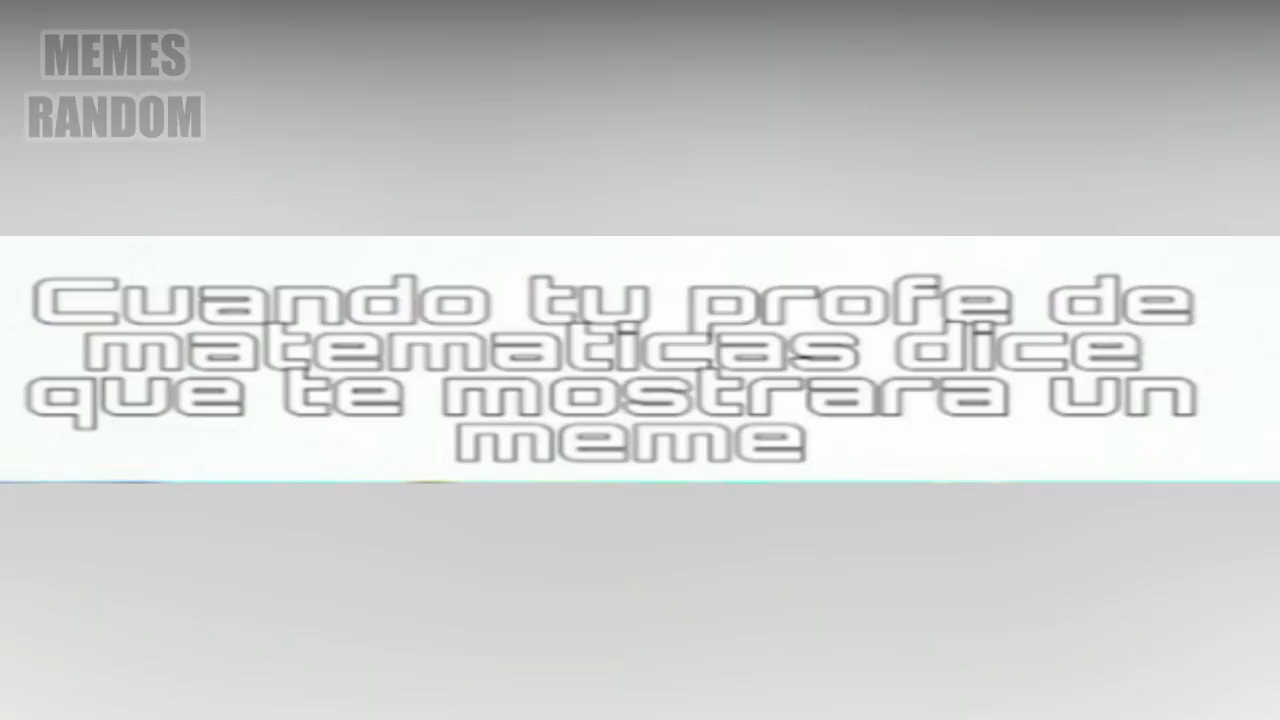 MEMES
RANDOM
Cuando tu profe de
matematicas dice
que te mostrara un
meme